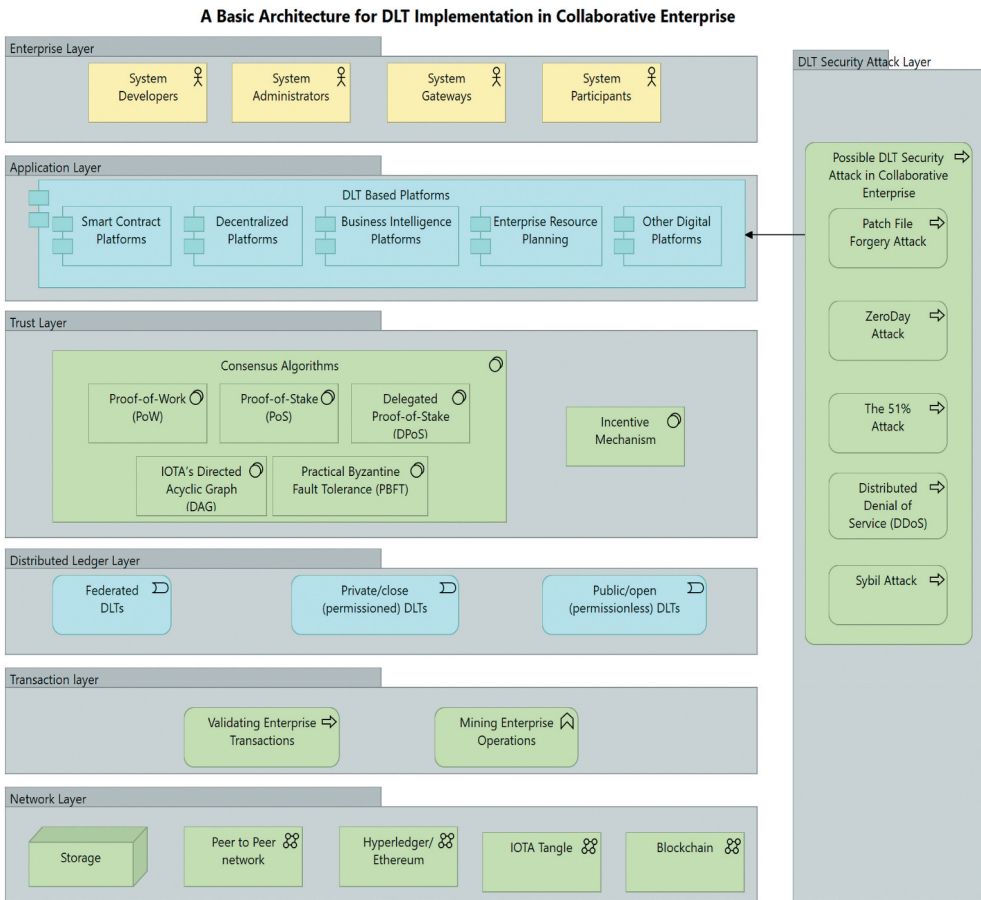 A Basic Architecture for DLT Implementation in Collaborative Enterprise
Enterprise Layer
System
Developers
System
Administrators
System
Gateways
System
Participants
Application Layer
DLT Based Platforms
Smart Contract
Platforms
Decentralized
Platforms
Business Intelligence
Platforms
Enterprise Resource
Planning
Other Digital
Platforms
Trust Layer
Consensus Algorithms
Proof-of-Work
(PoW)
Proof-of-Stake
(PoS)
Delegated
Proof-of-Stake
(DPoS)
IOTA's Directed
Acyclic Graph
(DAG)
Practical Byzantine
Fault Tolerance (PBFT)
Incentive
Mechanism
Distributed Ledger Layer
Federated
DLTs
Private/close
(permissioned) DLTs
Public/open
(permissionless) DLTs
Transaction layer
Validating Enterprise
Transactions
Mining Enterprise
Operations
Network Layer
Storage
Peer to Peer
network
Hyperledger/
Ethereum
IOTA Tangle
Blockchain
DLT Security Attack Layer
Possible DLT Security
Attack in Collaborative
Enterprise
Patch File
Forgery Attack
ZeroDay
Attack
The 51%
Attack
Distributed
Denial of
Service (DDoS)
Sybil Attack